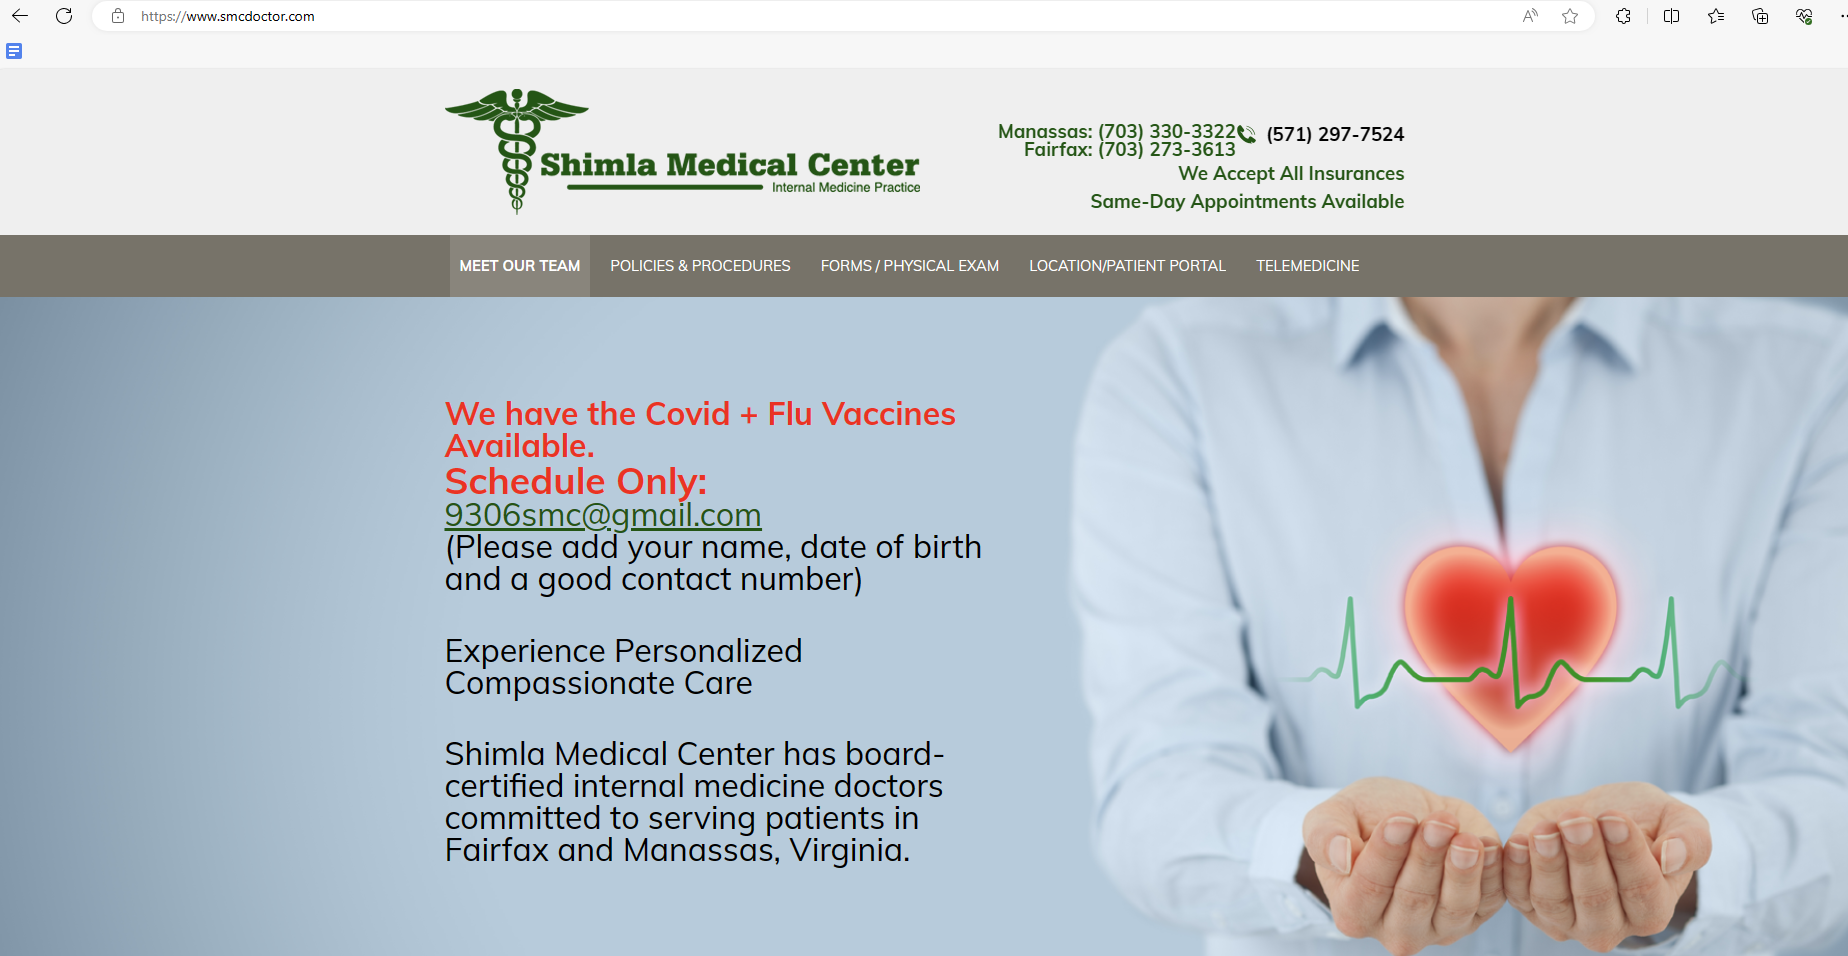 https://www.smcdoctor.com
Shimla Medical Center
Internal Medicine Practice
Manassas: (703) 330-3322
Fairfax: (703) 273-3613
(571) 297-7524
We Accept All Insurances
Same-Day Appointments Available
MEET OUR TEAM
POLICIES & PROCEDURES
FORMS / PHYSICAL EXAM
LOCATION/PATIENT PORTAL
TELEMEDICINE
We have the Covid + Flu Vaccines
Available.
Schedule Only:
9306smc@gmail.com
(Please add your name, date of birth
and a good contact number)
Experience Personalized
Compassionate Care
Shimla Medical Center has board-
certified internal medicine doctors
committed to serving patients in
Fairfax and Manassas, Virginia.